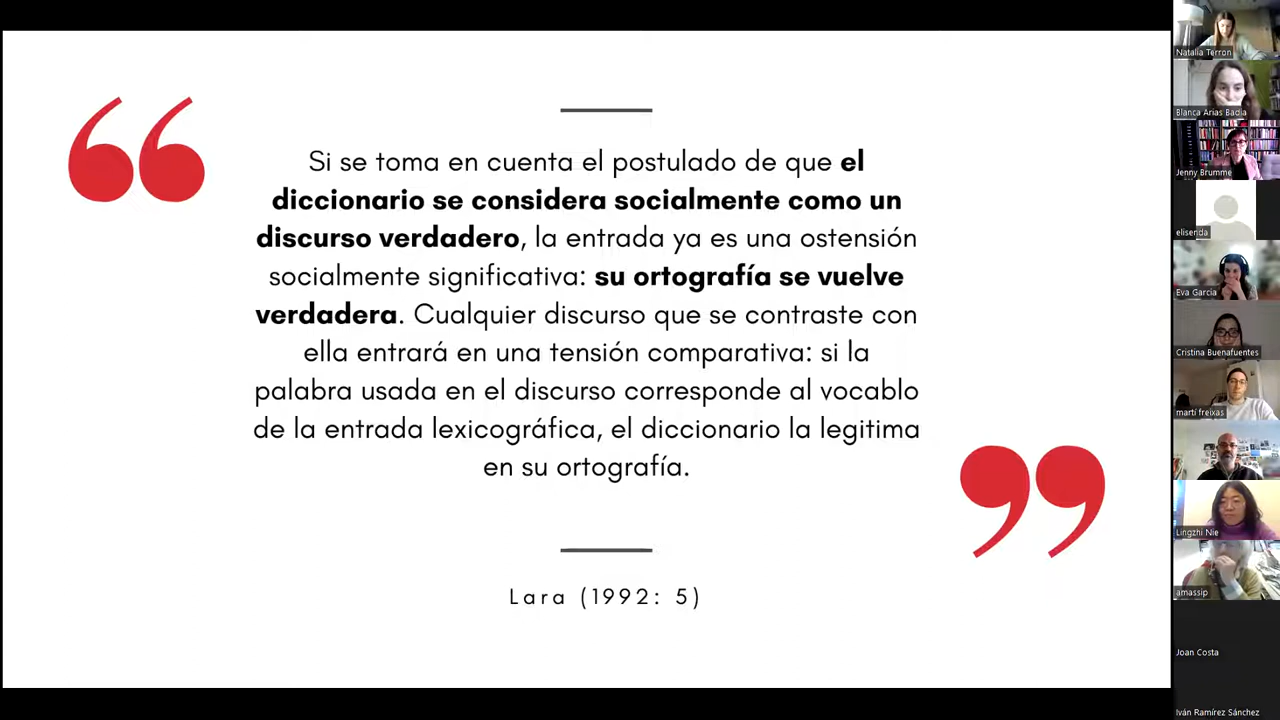 “
Si se toma en cuenta el postulado de que el
diccionario se considera socialmente como un
discurso verdadero, la entrada ya es una ostensión
socialmente significativa: su ortografía se vuelve
verdadera. Cualquier discurso que se contraste con
ella entrará en una tensión comparativa: si la
palabra usada en el discurso corresponde al vocablo
de la entrada lexicográfica, el diccionario la legitima
en su ortografía.
”
Lara (1992: 5)
Natalia Terron
Blanca Arias Badia
Jenny Brumme
elisenda
Eva Garcia
Cristina Buenafuentes
martí freixas
Lingzhi Nie
amassip
Joan Costa
Iván Ramírez Sánchez